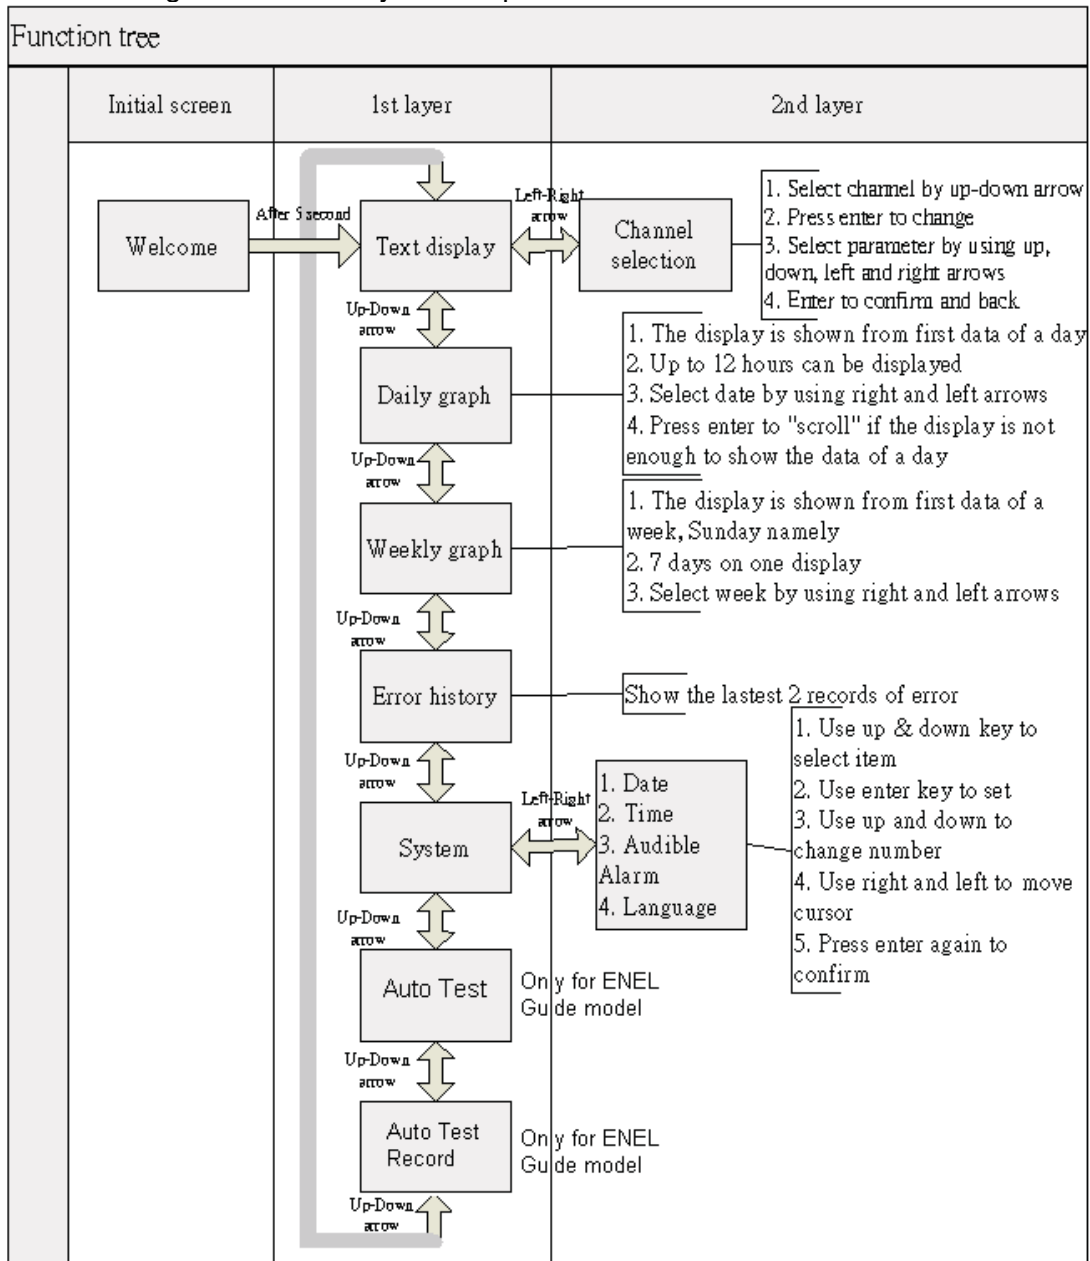 Function tree
Initial screen
1st layer
2nd layer
Welcome
After 5 second
Text display
Left-Right
arrow
Channel
selection
1. Select channel by up-down arrow
2. Press enter to change
3. Select parameter by using up,
down, left and right arrows
4. Enter to confirm and back
Up-Down
arrow
Daily graph
1. The display is shown from first data of a day
2. Up to 12 hours can be displayed
3. Select date by using right and left arrows
4. Press enter to "scroll" if the display is not
enough to show the data of a day
Up-Down
arrow
Weekly graph
1. The display is shown from first data of a
week, Sunday namely
2. 7 days on one display
3. Select week by using right and left arrows
Up-Down
arrow
Error history
Show the lastest 2 records of error
Up-Down
arrow
System
Left-Right
arrow
1. Date
2. Time
3. Audible
Alarm
4. Language
1. Use up & down key to
select item
2. Use enter key to set
3. Use up and down to
change number
4. Use right and left to move
cursor
5. Press enter again to
confirm
Up-Down
arrow
Auto Test
Only for ENEL
Guide model
Up-Down
arrow
Auto Test
Record
Only for ENEL
Guide model
Up-Down
arrow